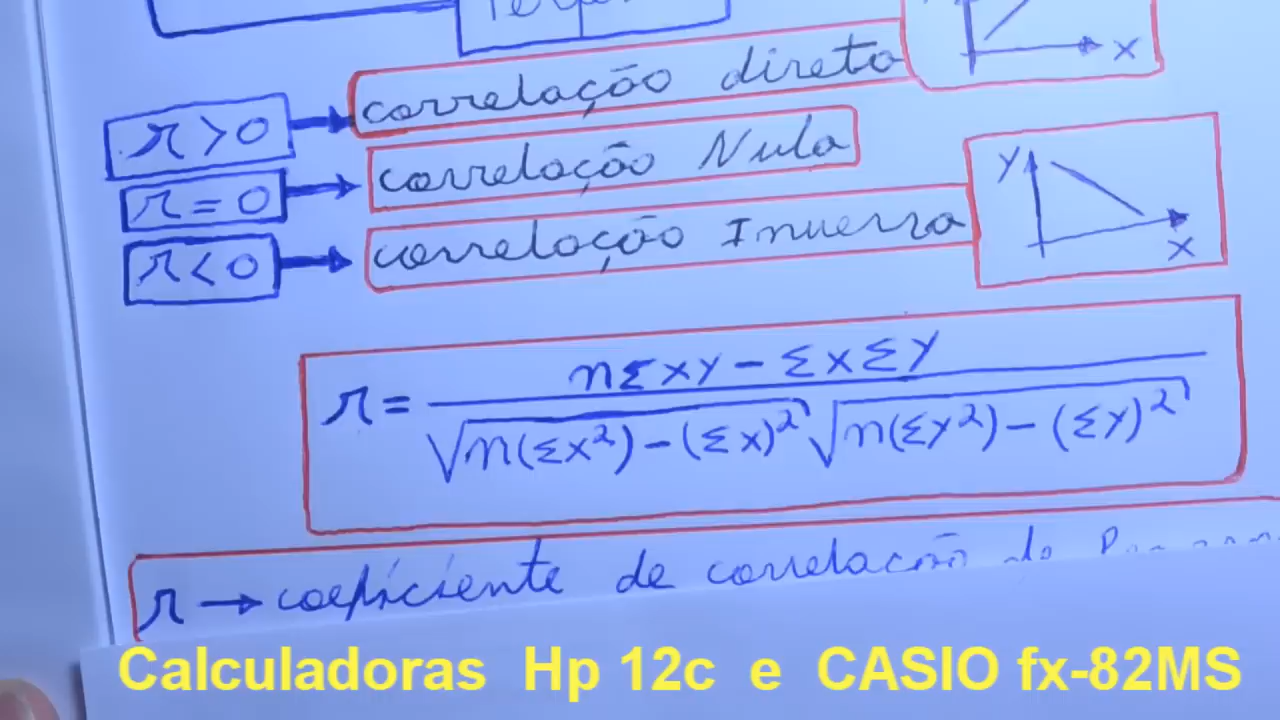 X
r > 0 → correlação direta
r = 0 → correlação Nula
r < 0 → correlação Inversa
Y
X
r = nΣxy - ΣxΣy / √n(Σx²) - (Σx)² √n(Σy²) - (Σy)²
r → coeficiente de correlação de
Calculadoras Hp 12c e CASIO fx-82MS